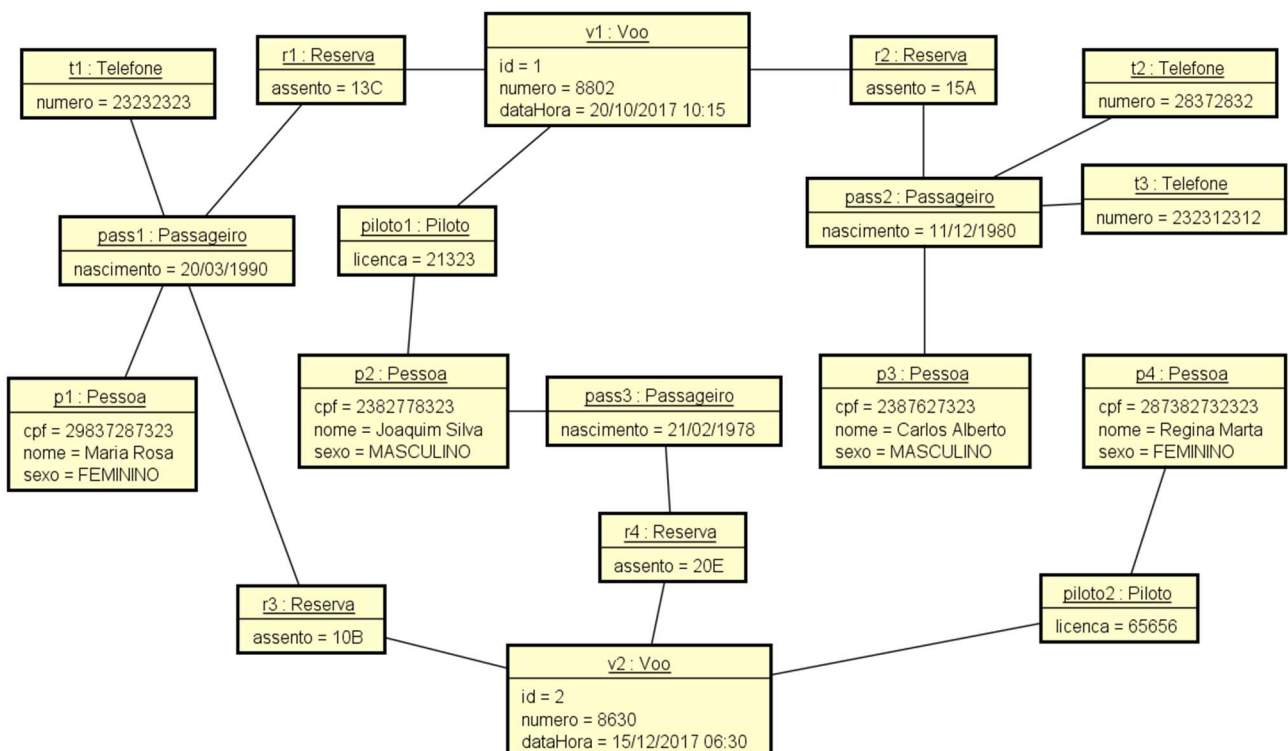 v1 : Voo
id = 1
numero = 8802
dataHora = 20/10/2017 10:15
r1 : Reserva
assento = 13C
r2 : Reserva
assento = 15A
t1 : Telefone
numero = 23232323
t2 : Telefone
numero = 28372832
t3 : Telefone
numero = 232312312
pass1 : Passageiro
nascimento = 20/03/1990
piloto1 : Piloto
licenca = 21323
pass2 : Passageiro
nascimento = 11/12/1980
p1 : Pessoa
cpf = 29837287323
nome = Maria Rosa
sexo = FEMININO
p2 : Pessoa
cpf = 2382778323
nome = Joaquim Silva
sexo = MASCULINO
pass3 : Passageiro
nascimento = 21/02/1978
p3 : Pessoa
cpf = 2387627323
nome = Carlos Alberto
sexo = MASCULINO
p4 : Pessoa
cpf = 287382732323
nome = Regina Marta
sexo = FEMININO
r4 : Reserva
assento = 20E
r3 : Reserva
assento = 10B
piloto2 : Piloto
licenca = 65656
v2 : Voo
id = 2
numero = 8630
dataHora = 15/12/2017 06:30